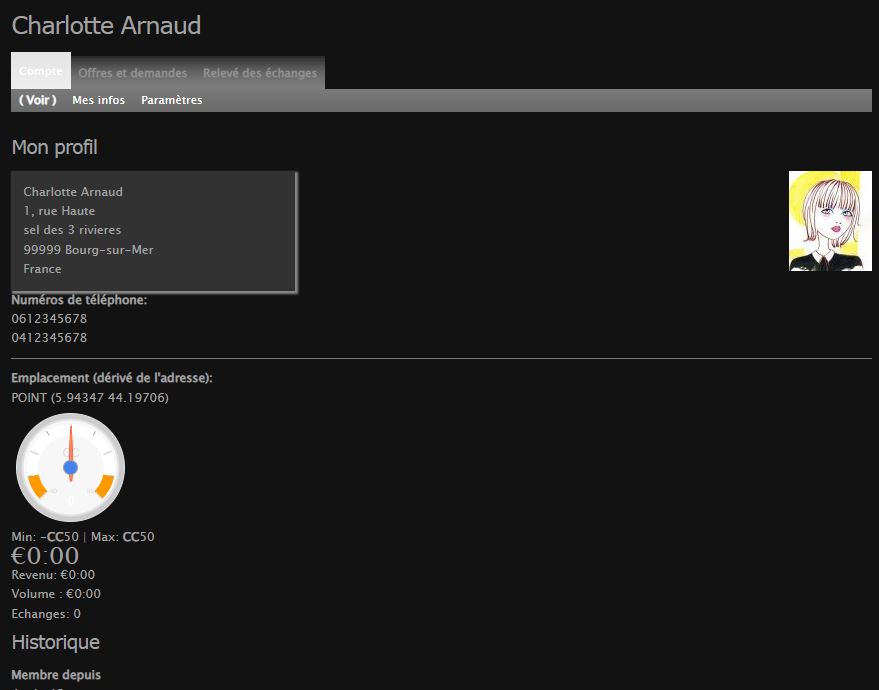 Charlotte Arnaud
Compte Offres et demandes Relevé des échanges
( Voir ) Mes infos Paramètres
Mon profil
Charlotte Arnaud
1, rue Haute
sel des 3 rivieres
99999 Bourg-sur-Mer
France
Numéros de téléphone:
0612345678
0412345678
Emplacement (dérivé de l'adresse):
POINT (5.94347 44.19706)
CC
0
Min: -CC50 | Max: CC50
€0:00
Revenu: €0:00
Volume : €0:00
Echanges: 0
Historique
Membre depuis